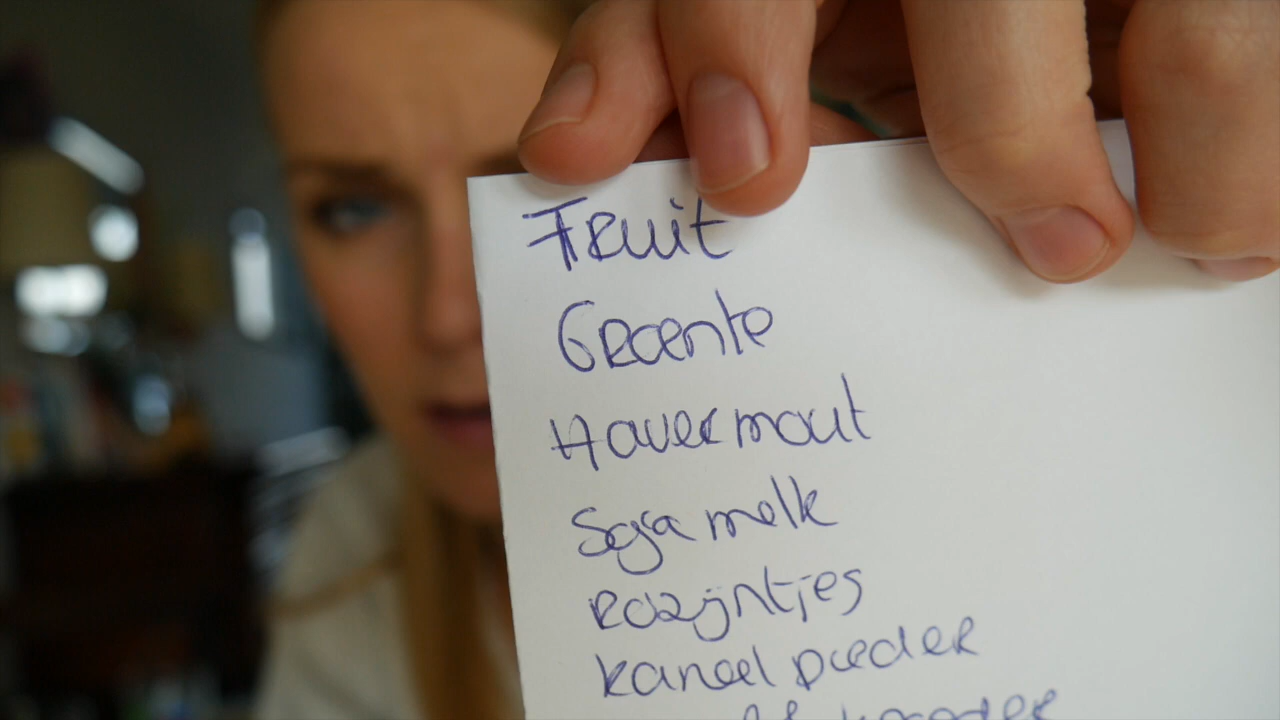 Fruit
Groente
Havermout
Soja melk
Rozijntjes
kaneel poeder